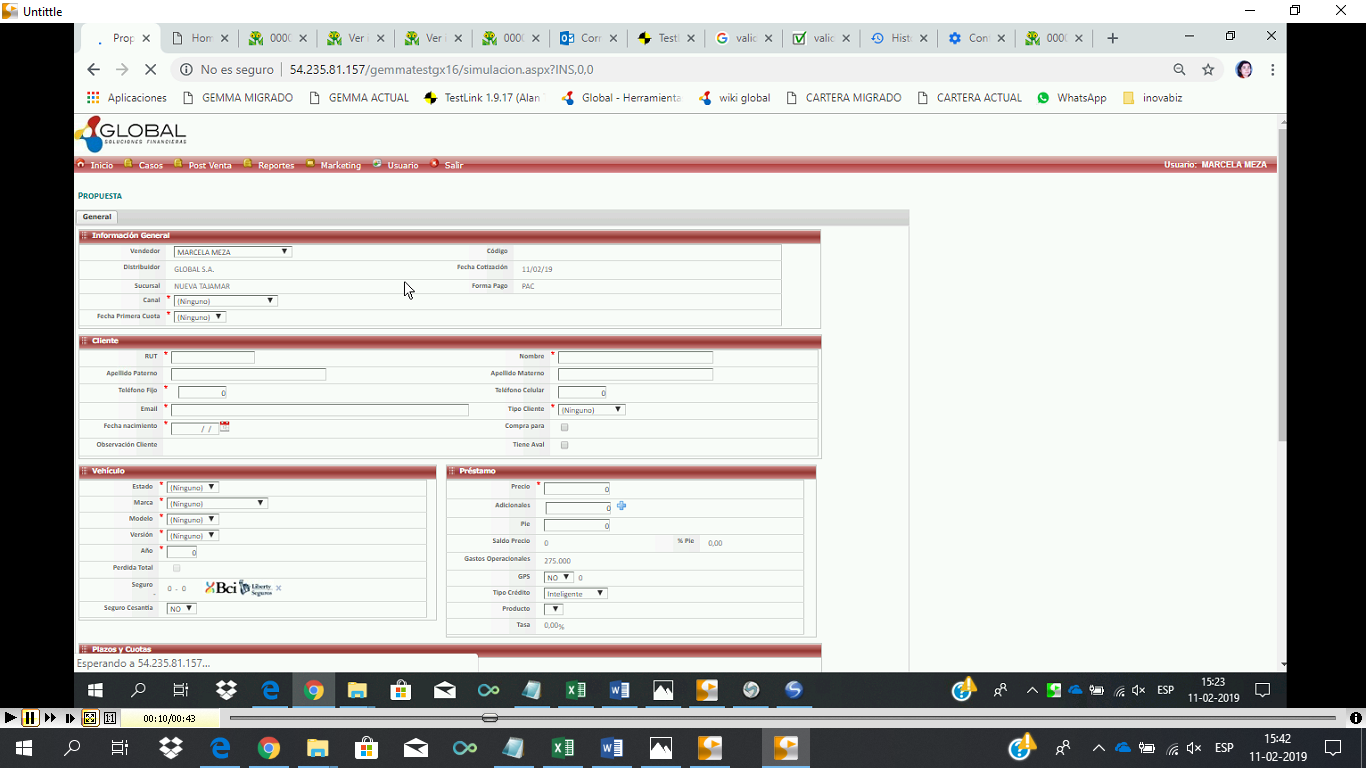 Untittle
Prop
Hom
0000
Ver i
Ver i
0000
Corr
TestL
valic
valic
Histo
Cont
0000
No es seguro | 54.235.81.157/gemmatestgx16/simulacion.aspx?INS,0,0
Aplicaciones GEMMA MIGRADO GEMMA ACTUAL TestLink 1.9.17 (Alan Global - Herramienta wiki global CARTERA MIGRADO CARTERA ACTUAL WhatsApp inovabiz
GLOBAL
SOLUCIONES FINANCIERAS
Inicio Casos Post Venta Reportes Marketing Usuario Salir Usuario: MARCELA MEZA
PROPUESTA
General
Información General
Vendedor MARCELA MEZA Código
Distribuidor GLOBAL S.A. Fecha Cotización 11/02/19
Sucursal NUEVA TAJAMAR Forma Pago PAC
Canal * (Ninguno)
Fecha Primera Cuota * (Ninguno)
Cliente
RUT * Nombre *
Apellido Paterno Apellido Materno
Teléfono Fijo * 0 Teléfono Celular 0
Email * Tipo Cliente * (Ninguno)
Fecha nacimiento * / / Compra para
Observación Cliente Tiene Aval
Vehículo
Estado * (Ninguno)
Marca * (Ninguno)
Modelo * (Ninguno)
Versión * (Ninguno)
Año * 0
Perdida Total
Seguro 0 - 0 Bci Liberty Seguros
Seguro Cesantía NO
Préstamo
Precio * 0
Adicionales 0
Pie 0
Saldo Precio 0 % Pie 0,00
Gastos Operacionales 275.000
GPS NO 0
Tipo Crédito Inteligente
Producto
Tasa 0,00%
Plazos y Cuotas
Esperando a 54.235.81.157...
ESP
15:23
11-02-2019
00:10/00:43
ESP
15:42
11-02-2019